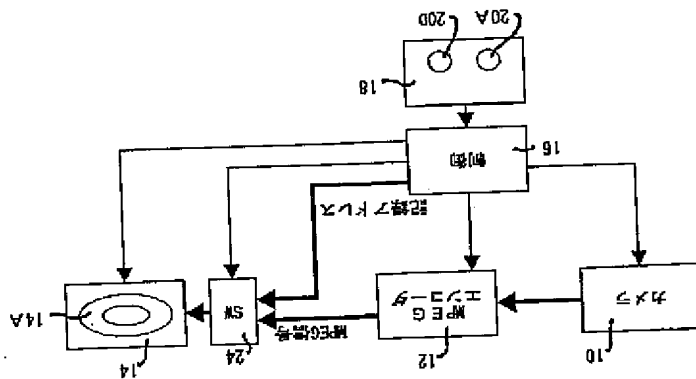 10
12
24
14
カメラ
MPEG
エンコーダ
MPEG信号
SW
14A
記録アドレス
制御
16
18
20A
20D